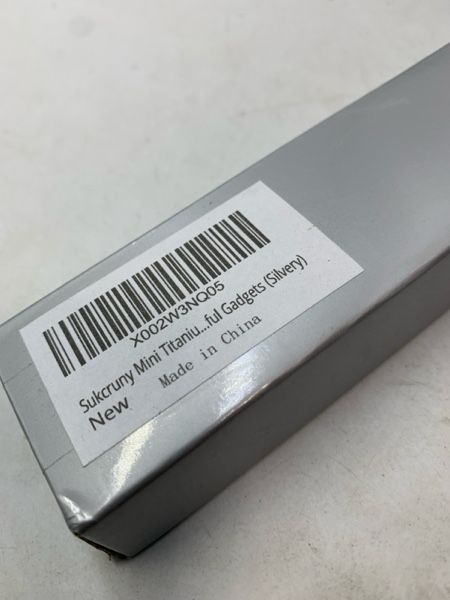 X002W3NQ05
Sukcruny Mini Titaniu...ful Gadgets (Silvery)
New
Made in China